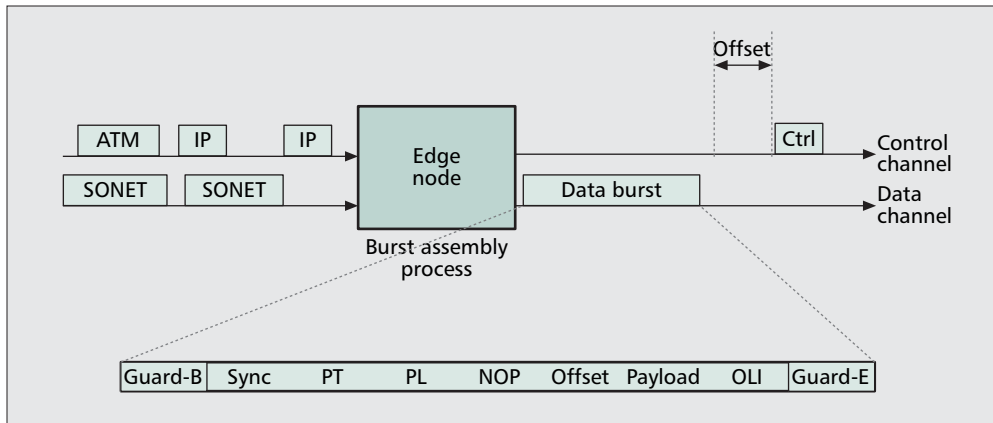 Offset
ATM IP IP
Ctrl
Control
channel
Edge
node
SONET SONET
Data burst
Data
channel
Burst assembly
process
Guard-B Sync PT PL NOP Offset Payload OLI Guard-E